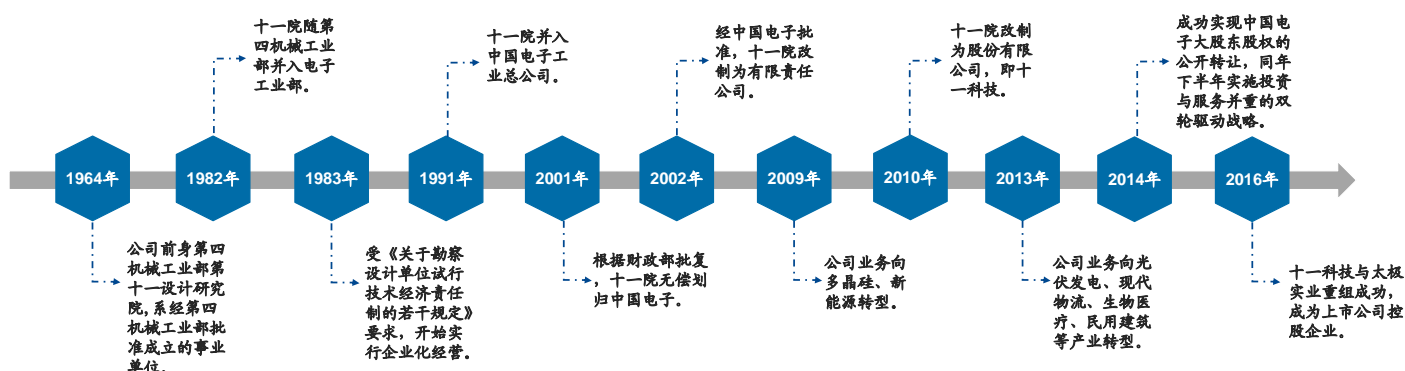 十一院随第
四机械工业
部并入电子
工业部。
十一院并入
中国电子工
业总公司。
经中国电子批
准，十一院改
制为有限责任
公司。
十一院改制
为股份有限
公司，即十
一科技。
成功实现中国电
子大股东股权的
公开转让，同年
下半年实施投资
与服务并重的双
轮驱动战略。
1964年
1982年
1983年
1991年
2001年
2002年
2009年
2010年
2013年
2014年
2016年
公司前身第四
机械工业部第
十一设计研究
院,系经第四
机械工业部批
准成立的事业
单位.
受《关于勘察
设计单位试行
技术经济责任
制的若干规定》
要求，开始实
行企业化经营。
根据财政部批复
，十一院无偿划
归中国电子。
公司业务向
多晶硅、新
能源转型。
公司业务向光
伏发电、现代
物流、生物医
疗、民用建筑
等产业转型。
十一科技与太极
实业重组成功，
成为上市公司控
股企业。